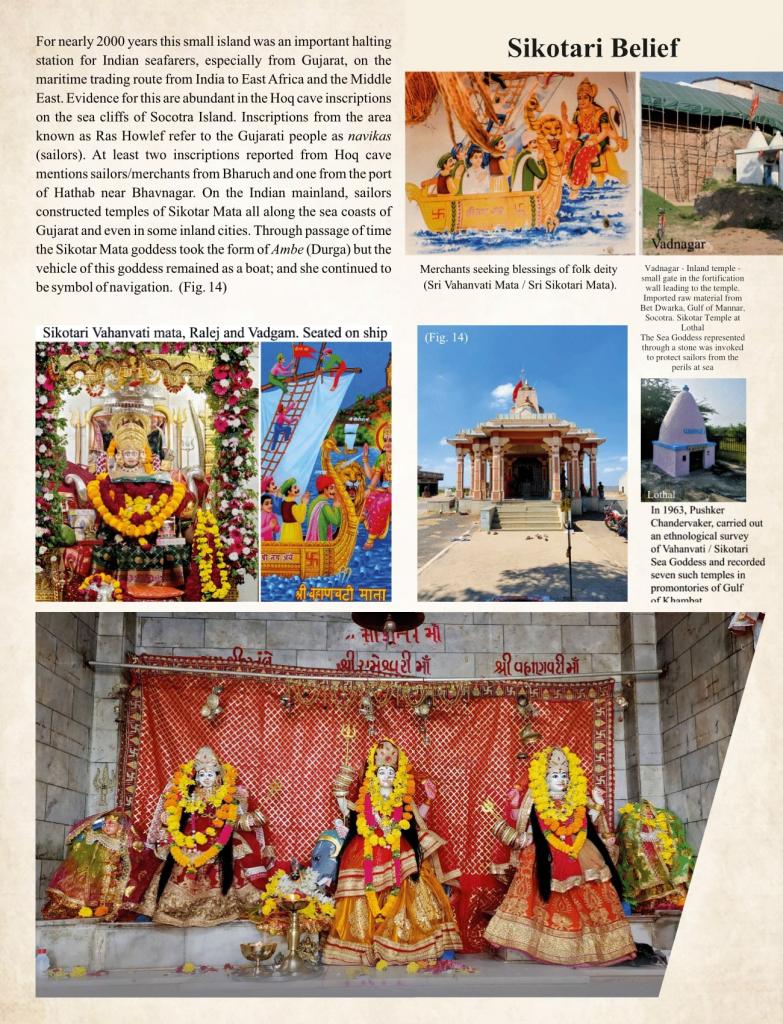 For nearly 2000 years this small island was an important halting
station for Indian seafarers, especially from Gujarat, on the
maritime trading route from India to East Africa and the Middle
East. Evidence for this are abundant in the Hoq cave inscriptions
on the sea cliffs of Socotra Island. Inscriptions from the area
known as Ras Howlef refer to the Gujarati people as navikas
(sailors). At least two inscriptions reported from Hoq cave
mentions sailors/merchants from Bharuch and one from the port
of Hathab near Bhavnagar. On the Indian mainland, sailors
constructed temples of Sikotar Mata all along the sea coasts of
Gujarat and even in some inland cities. Through passage of time
the Sikotar Mata goddess took the form of Ambe (Durga) but the
vehicle of this goddess remained as a boat; and she continued to
be symbol of navigation. (Fig. 14)
Sikotari Belief
Vadnagar
Merchants seeking blessings of folk deity
(Sri Vahanvati Mata / Sri Sikotari Mata).
Vadnagar - Inland temple -
small gate in the fortification
wall leading to the temple.
Imported raw material from
Bet Dwarka, Gulf of Mannar,
Socotra. Sikotar Temple at
Lothal
The Sea Goddess represented
through a stone was invoked
to protect sailors from the
perils at sea
Sikotari Vahanvati mata, Ralej and Vadgam. Seated on ship
श्री वहाणवटी माता
(Fig. 14)
Lothal
In 1963, Pushker
Chandervaker, carried out
an ethnological survey
of Vahanvati / Sikotari
Sea Goddess and recorded
seven such temples in
promontories of Gulf
of Khambat
માં
શ્રી રામેશ્વરી માઁ
શ્રી વહાણવટી માઁ